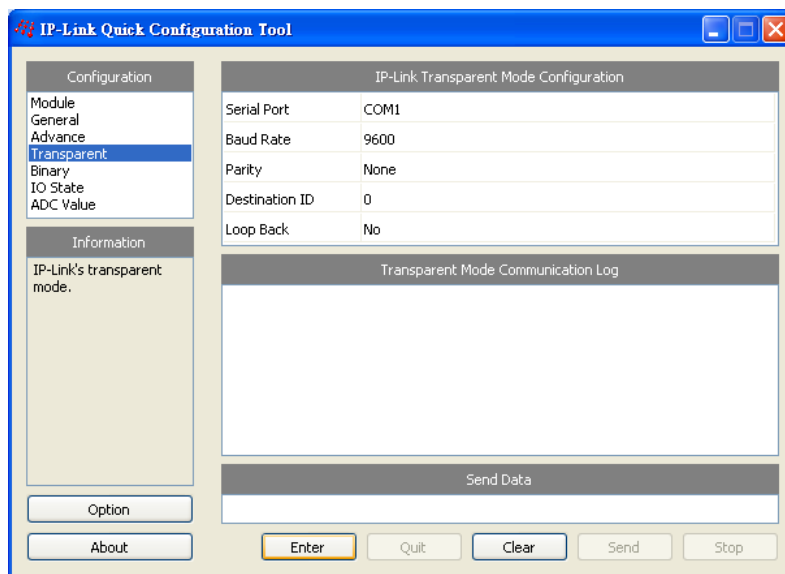 IP-Link Quick Configuration Tool
Configuration
Module
General
Advance
Transparent
Binary
IO State
ADC Value
Information
IP-Link's transparent
mode.
Option
About
IP-Link Transparent Mode Configuration
Serial Port COM1
Baud Rate 9600
Parity None
Destination ID 0
Loop Back No
Transparent Mode Communication Log
Send Data
Enter Quit Clear Send Stop